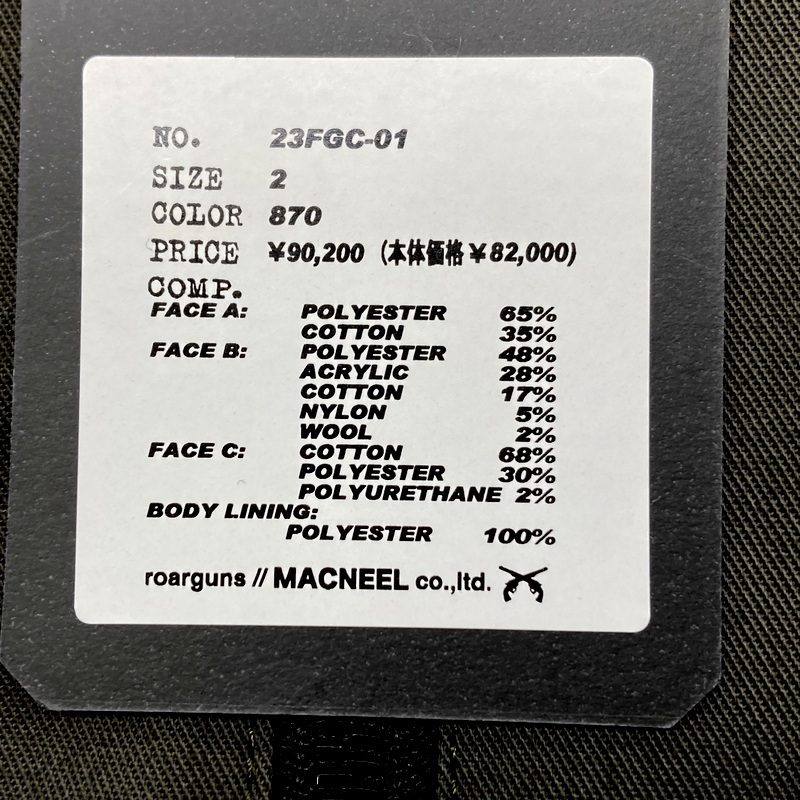 NO. 23FGC-01
SIZE 2
COLOR 870
PRICE ¥90,200 (本体価格¥82,000)
COMP.
FACE A: POLYESTER 65%
COTTON 35%
FACE B: POLYESTER 48%
ACRYLIC 28%
COTTON 17%
NYLON 5%
WOOL 2%
FACE C: COTTON 68%
POLYESTER 30%
POLYURETHANE 2%
BODY LINING:
POLYESTER 100%
roarguns // MACNEEL co.,ltd.